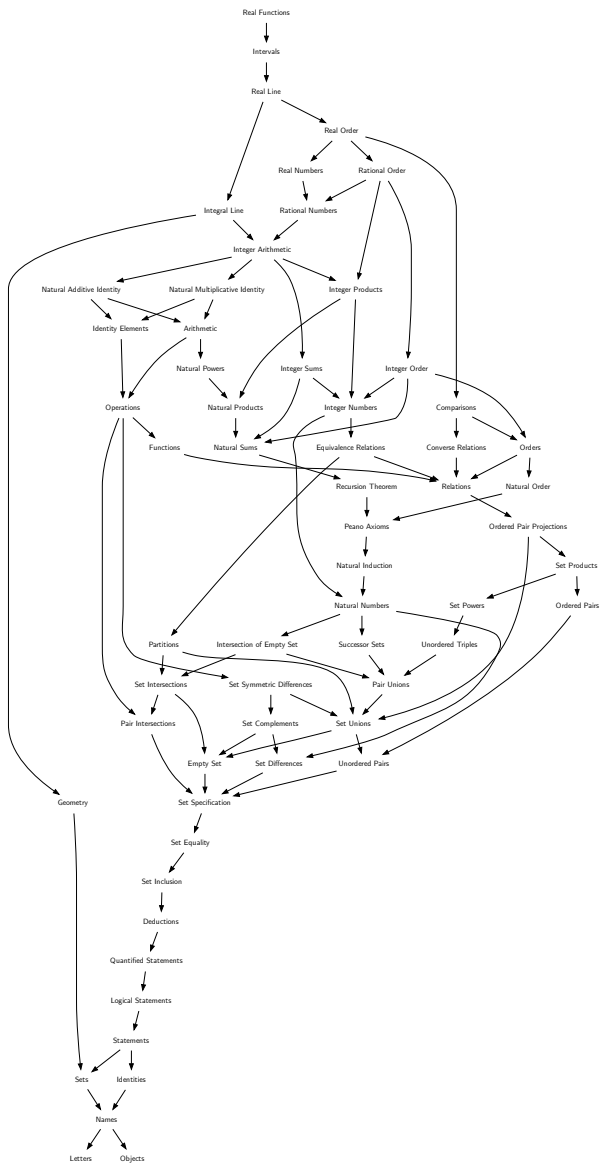 Real Functions
Intervals
Real Line
Real Order
Real Numbers
Rational Order
Integral Line
Rational Numbers
Integer Arithmetic
Natural Additive Identity
Natural Multiplicative Identity
Integer Products
Identity Elements
Arithmetic
Natural Powers
Integer Sums
Integer Order
Operations
Natural Products
Integer Numbers
Comparisons
Functions
Natural Sums
Equivalence Relations
Converse Relations
Orders
Recursion Theorem
Relations
Natural Order
Peano Axioms
Ordered Pair Projections
Natural Induction
Set Products
Natural Numbers
Set Powers
Ordered Pairs
Partitions
Intersection of Empty Set
Successor Sets
Unordered Triples
Set Intersections
Set Symmetric Differences
Pair Unions
Pair Intersections
Set Complements
Set Unions
Empty Set
Set Differences
Unordered Pairs
Geometry
Set Specification
Set Equality
Set Inclusion
Deductions
Quantified Statements
Logical Statements
Statements
Sets
Identities
Names
Letters
Objects